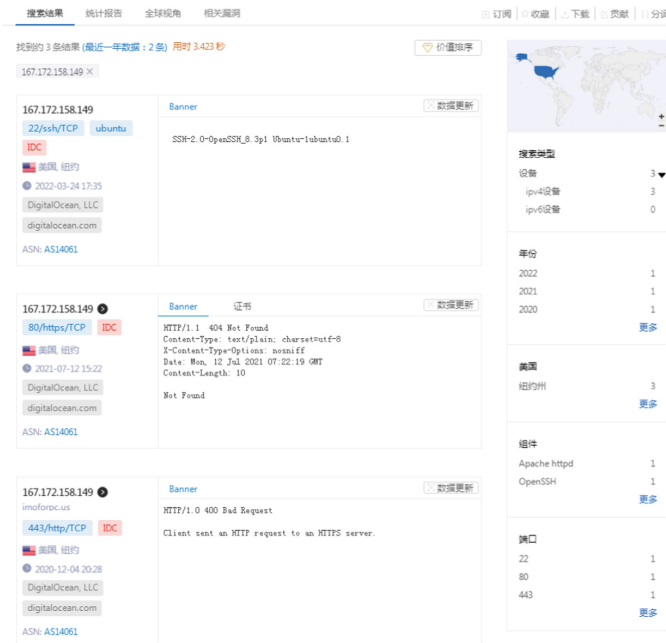 搜索结果 统计报告 全球视角 相关漏洞
订阅 收藏 下载 贡献
找到约 3 条结果 (最近一年数据：2 条) 用时 3.423 秒
价值排序
167.172.158.149 ×
167.172.158.149
22/ssh/TCP ubuntu
IDC
美国, 纽约
2022-03-24 17:35
DigitalOcean, LLC
digitalocean.com
ASN: AS14061
Banner 数据更新
SSH-2.0-OpenSSH_8.3p1 Ubuntu-1ubuntu0.1
167.172.158.149
80/https/TCP IDC
美国, 纽约
2021-07-12 15:22
DigitalOcean, LLC
digitalocean.com
ASN: AS14061
Banner 证书 数据更新
HTTP/1.1 404 Not Found
Content-Type: text/plain; charset=utf-8
X-Content-Type-Options: nosniff
Date: Mon, 12 Jul 2021 07:22:19 GMT
Content-Length: 10
Not Found
167.172.158.149
imoforpc.us
443/http/TCP IDC
美国, 纽约
2020-12-04 20:28
DigitalOcean, LLC
digitalocean.com
ASN: AS14061
Banner 数据更新
HTTP/1.0 400 Bad Request
Client sent an HTTP request to an HTTPS server.
+
−
搜索类型
设备 3
ipv4设备 3
ipv6设备 0
年份
2022 1
2021 1
2020 1
更多
美国
纽约州 3
更多
组件
Apache httpd 1
OpenSSH 1
更多
端口
22 1
80 1
443 1
更多